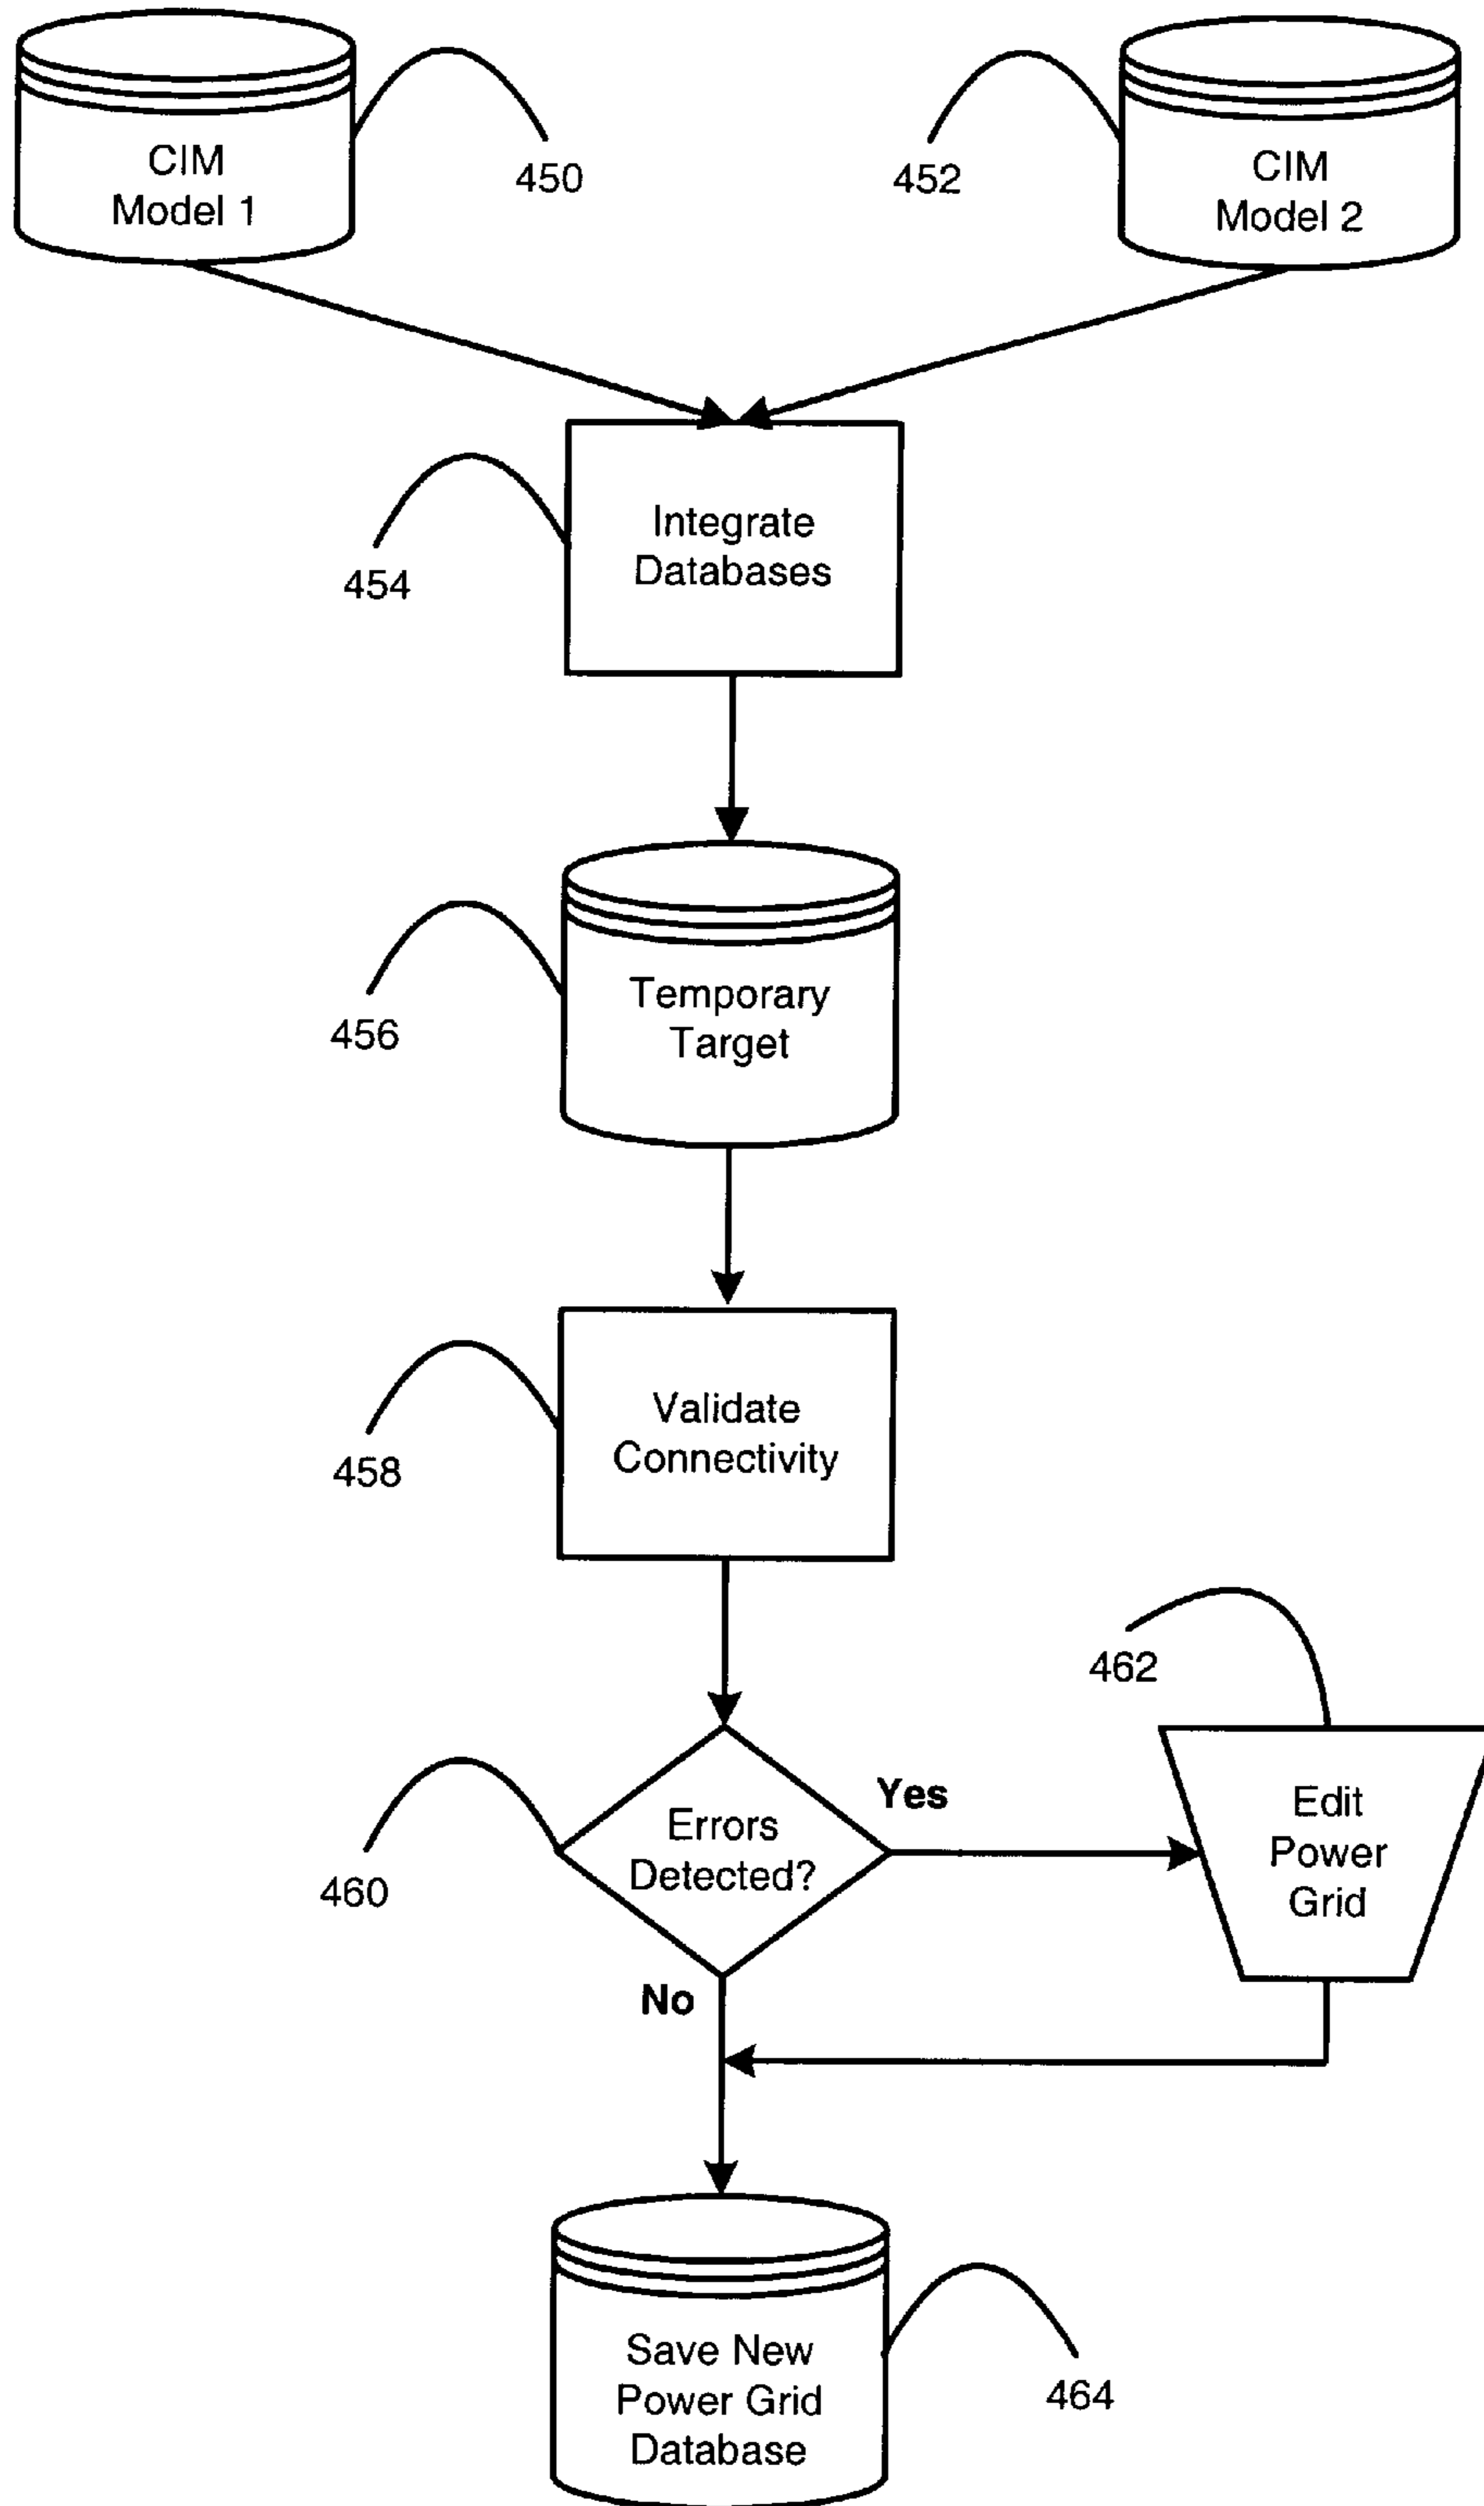 CIM
Model 1
450
452
CIM
Model 2
Integrate
Databases
454
Temporary
Target
456
Validate
Connectivity
458
462
Yes
Edit
Power
Grid
Errors
Detected?
460
No
Save New
Power Grid
Database
464